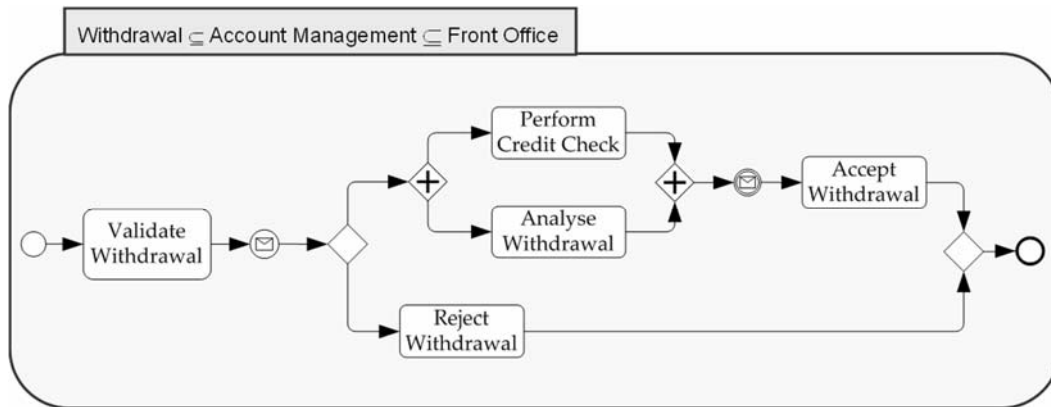 Withdrawal ⊆ Account Management ⊆ Front Office
Perform
Credit Check
Accept
Withdrawal
Validate
Withdrawal
Analyse
Withdrawal
Reject
Withdrawal